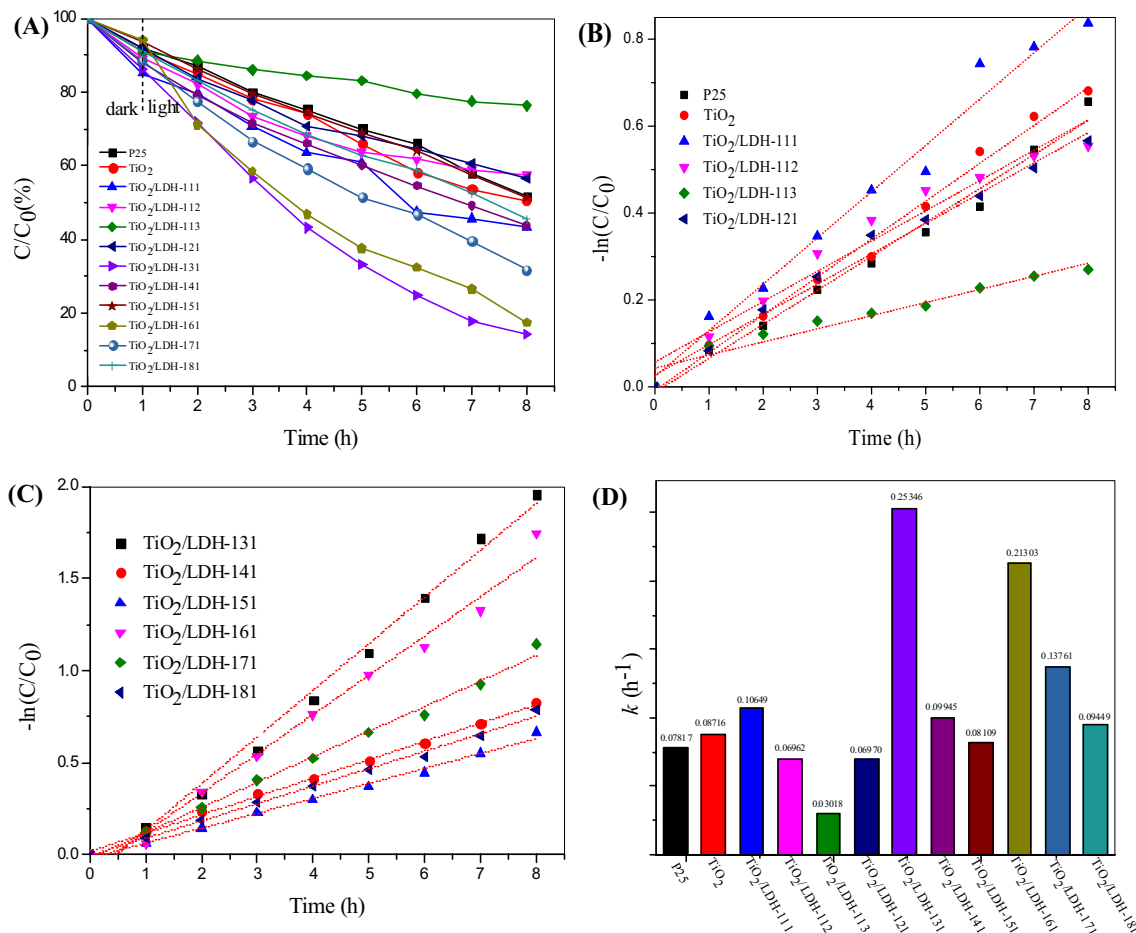 (A)
100
80
60
40
20
0
C/C0(%)
dark
light
P25
TiO2
TiO2/LDH-111
TiO2/LDH-112
TiO2/LDH-113
TiO2/LDH-121
TiO2/LDH-131
TiO2/LDH-141
TiO2/LDH-151
TiO2/LDH-161
TiO2/LDH-171
TiO2/LDH-181
0 1 2 3 4 5 6 7 8
Time (h)
(B)
0.8
0.6
0.4
0.2
0.0
-ln(C/C0)
P25
TiO2
TiO2/LDH-111
TiO2/LDH-112
TiO2/LDH-113
TiO2/LDH-121
0 1 2 3 4 5 6 7 8
Time (h)
(C)
2.0
1.5
1.0
0.5
0.0
-ln(C/C0)
TiO2/LDH-131
TiO2/LDH-141
TiO2/LDH-151
TiO2/LDH-161
TiO2/LDH-171
TiO2/LDH-181
0 1 2 3 4 5 6 7 8
Time (h)
(D)
k (h-1)
0.07817
0.08716
0.10649
0.06962
0.03018
0.06970
0.25346
0.09945
0.08109
0.21303
0.13761
0.09449
P25
TiO2
TiO2/LDH-111
TiO2/LDH-112
TiO2/LDH-113
TiO2/LDH-121
TiO2/LDH-131
TiO2/LDH-141
TiO2/LDH-151
TiO2/LDH-161
TiO2/LDH-171
TiO2/LDH-181